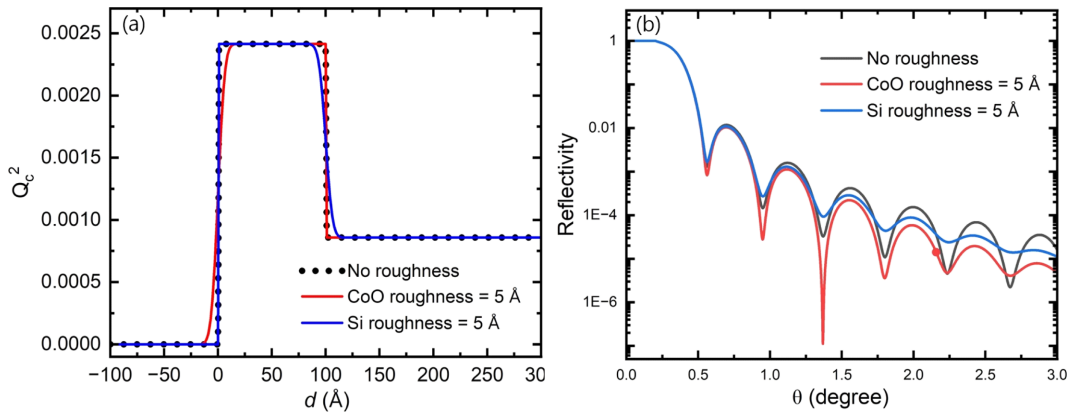 (a)
0.0025
0.0020
0.0015
0.0010
0.0005
0.0000
Qc²
No roughness
CoO roughness = 5 Å
Si roughness = 5 Å
−100 −50 0 50 100 150 200 250 300
d (Å)
(b)
1
0.01
1E−4
1E−6
Reflectivity
No roughness
CoO roughness = 5 Å
Si roughness = 5 Å
0.0 0.5 1.0 1.5 2.0 2.5 3.0
θ (degree)